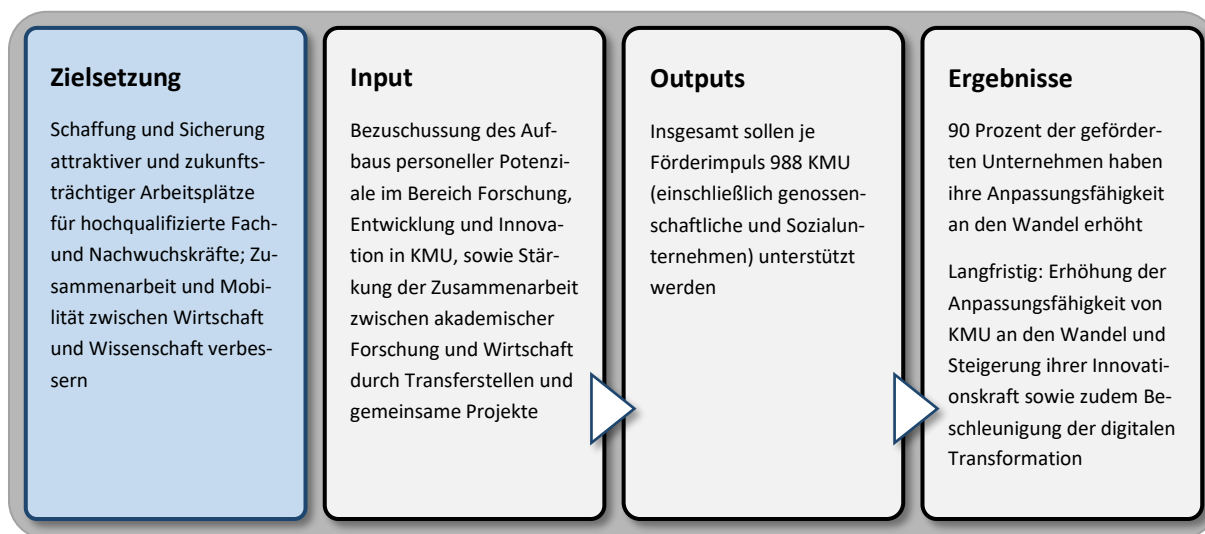 Zielsetzung
Schaffung und Sicherung
attraktiver und zukunfts-
trächtiger Arbeitsplätze
für hochqualifizierte Fach-
und Nachwuchskräfte; Zu-
sammenarbeit und Mobi-
lität zwischen Wirtschaft
und Wissenschaft verbes-
sern
Input
Bezuschussung des Auf-
baus personeller Potenzi-
ale im Bereich Forschung,
Entwicklung und Innova-
tion in KMU, sowie Stär-
kung der Zusammenarbeit
zwischen akademischer
Forschung und Wirtschaft
durch Transferstellen und
gemeinsame Projekte
Outputs
Insgesamt sollen je
Förderimpuls 988 KMU
(einschließlich genossen-
schaftliche und Sozialun-
ternehmen) unterstützt
werden
Ergebnisse
90 Prozent der geförder-
ten Unternehmen haben
ihre Anpassungsfähigkeit
an den Wandel erhöht
Langfristig: Erhöhung der
Anpassungsfähigkeit von
KMU an den Wandel und
Steigerung ihrer Innovati-
onskraft sowie zudem Be-
schleunigung der digitalen
Transformation